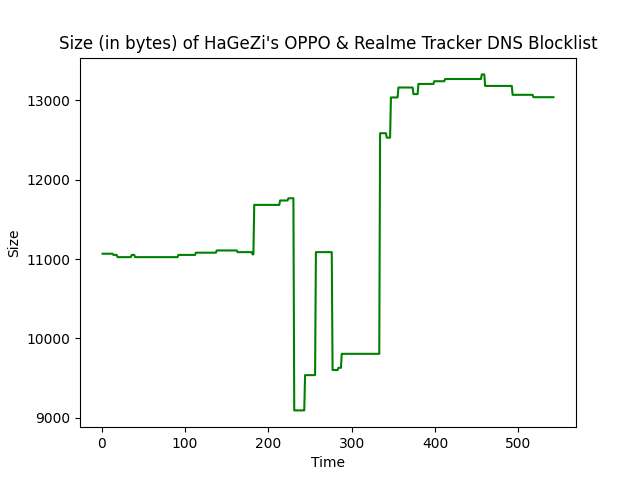 Size (in bytes) of HaGeZi's OPPO & Realme Tracker DNS Blocklist
13000
12000
11000
10000
9000
Size
0 100 200 300 400 500
Time